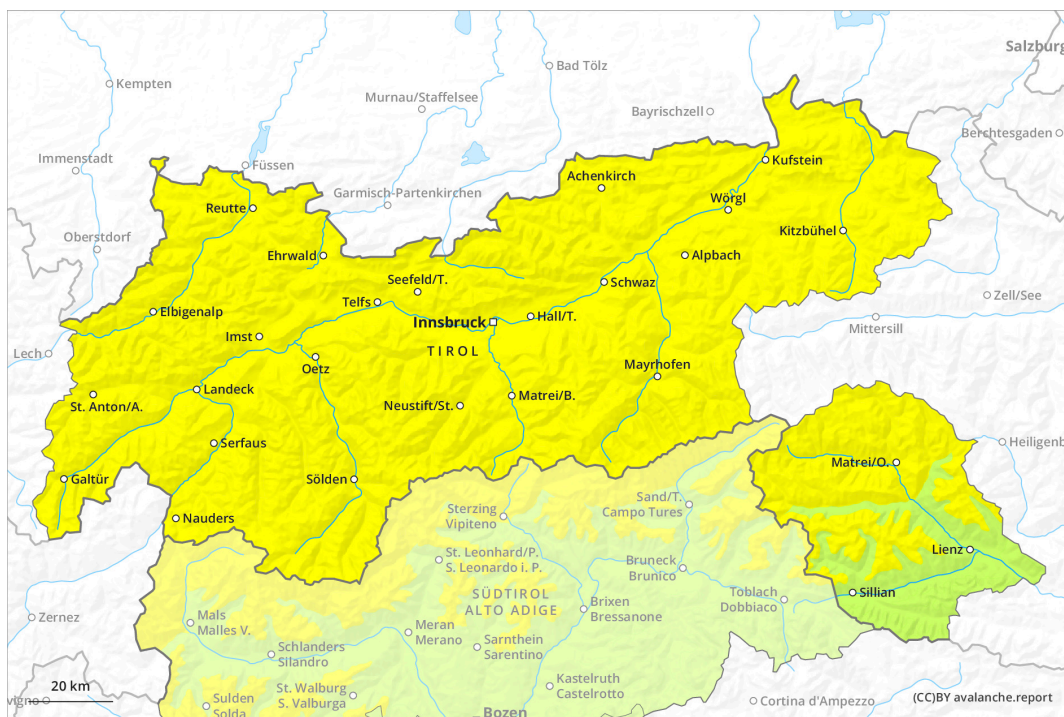 Salzburg
Kempten
Bad Tölz
Murnau/Staffelsee
Bayrischzell
Berchtesgaden
Immenstadt
Füssen
Kufstein
Achenkirch
Garmisch-Partenkirchen
Wörgl
Reutte
Oberstdorf
Kitzbühel
Ehrwald
Alpbach
Seefeld/T.
Schwaz
Zell/See
Telfs
Elbigenalp
Hall/T.
Innsbruck
Mittersill
Imst
TIROL
Lech
Oetz
Mayrhofen
Landeck
Matrei/B.
St. Anton/A.
Neustift/St.
Serfaus
Heiligenb
Matrei/O.
Galtür
Sölden
Sand/T.
Campo Tures
Sterzing
Vipiteno
Nauders
Lienz
St. Leonhard/P.
S. Leonardo i. P.
Bruneck
Brunico
Sillian
SÜDTIROL
ALTO ADIGE
Toblach
Dobbiaco
Brixen
Bressanone
Zernez
Mals
Malles V.
Meran
Merano
Sarnthein
Sarentino
Schlanders
Silandro
20 km
Kastelruth
Castelrotto
St. Walburg
S. Valburga
vigno
Sulden
Solda
Cortina d'Ampezzo
(CC)BY avalanche.report
Bozen